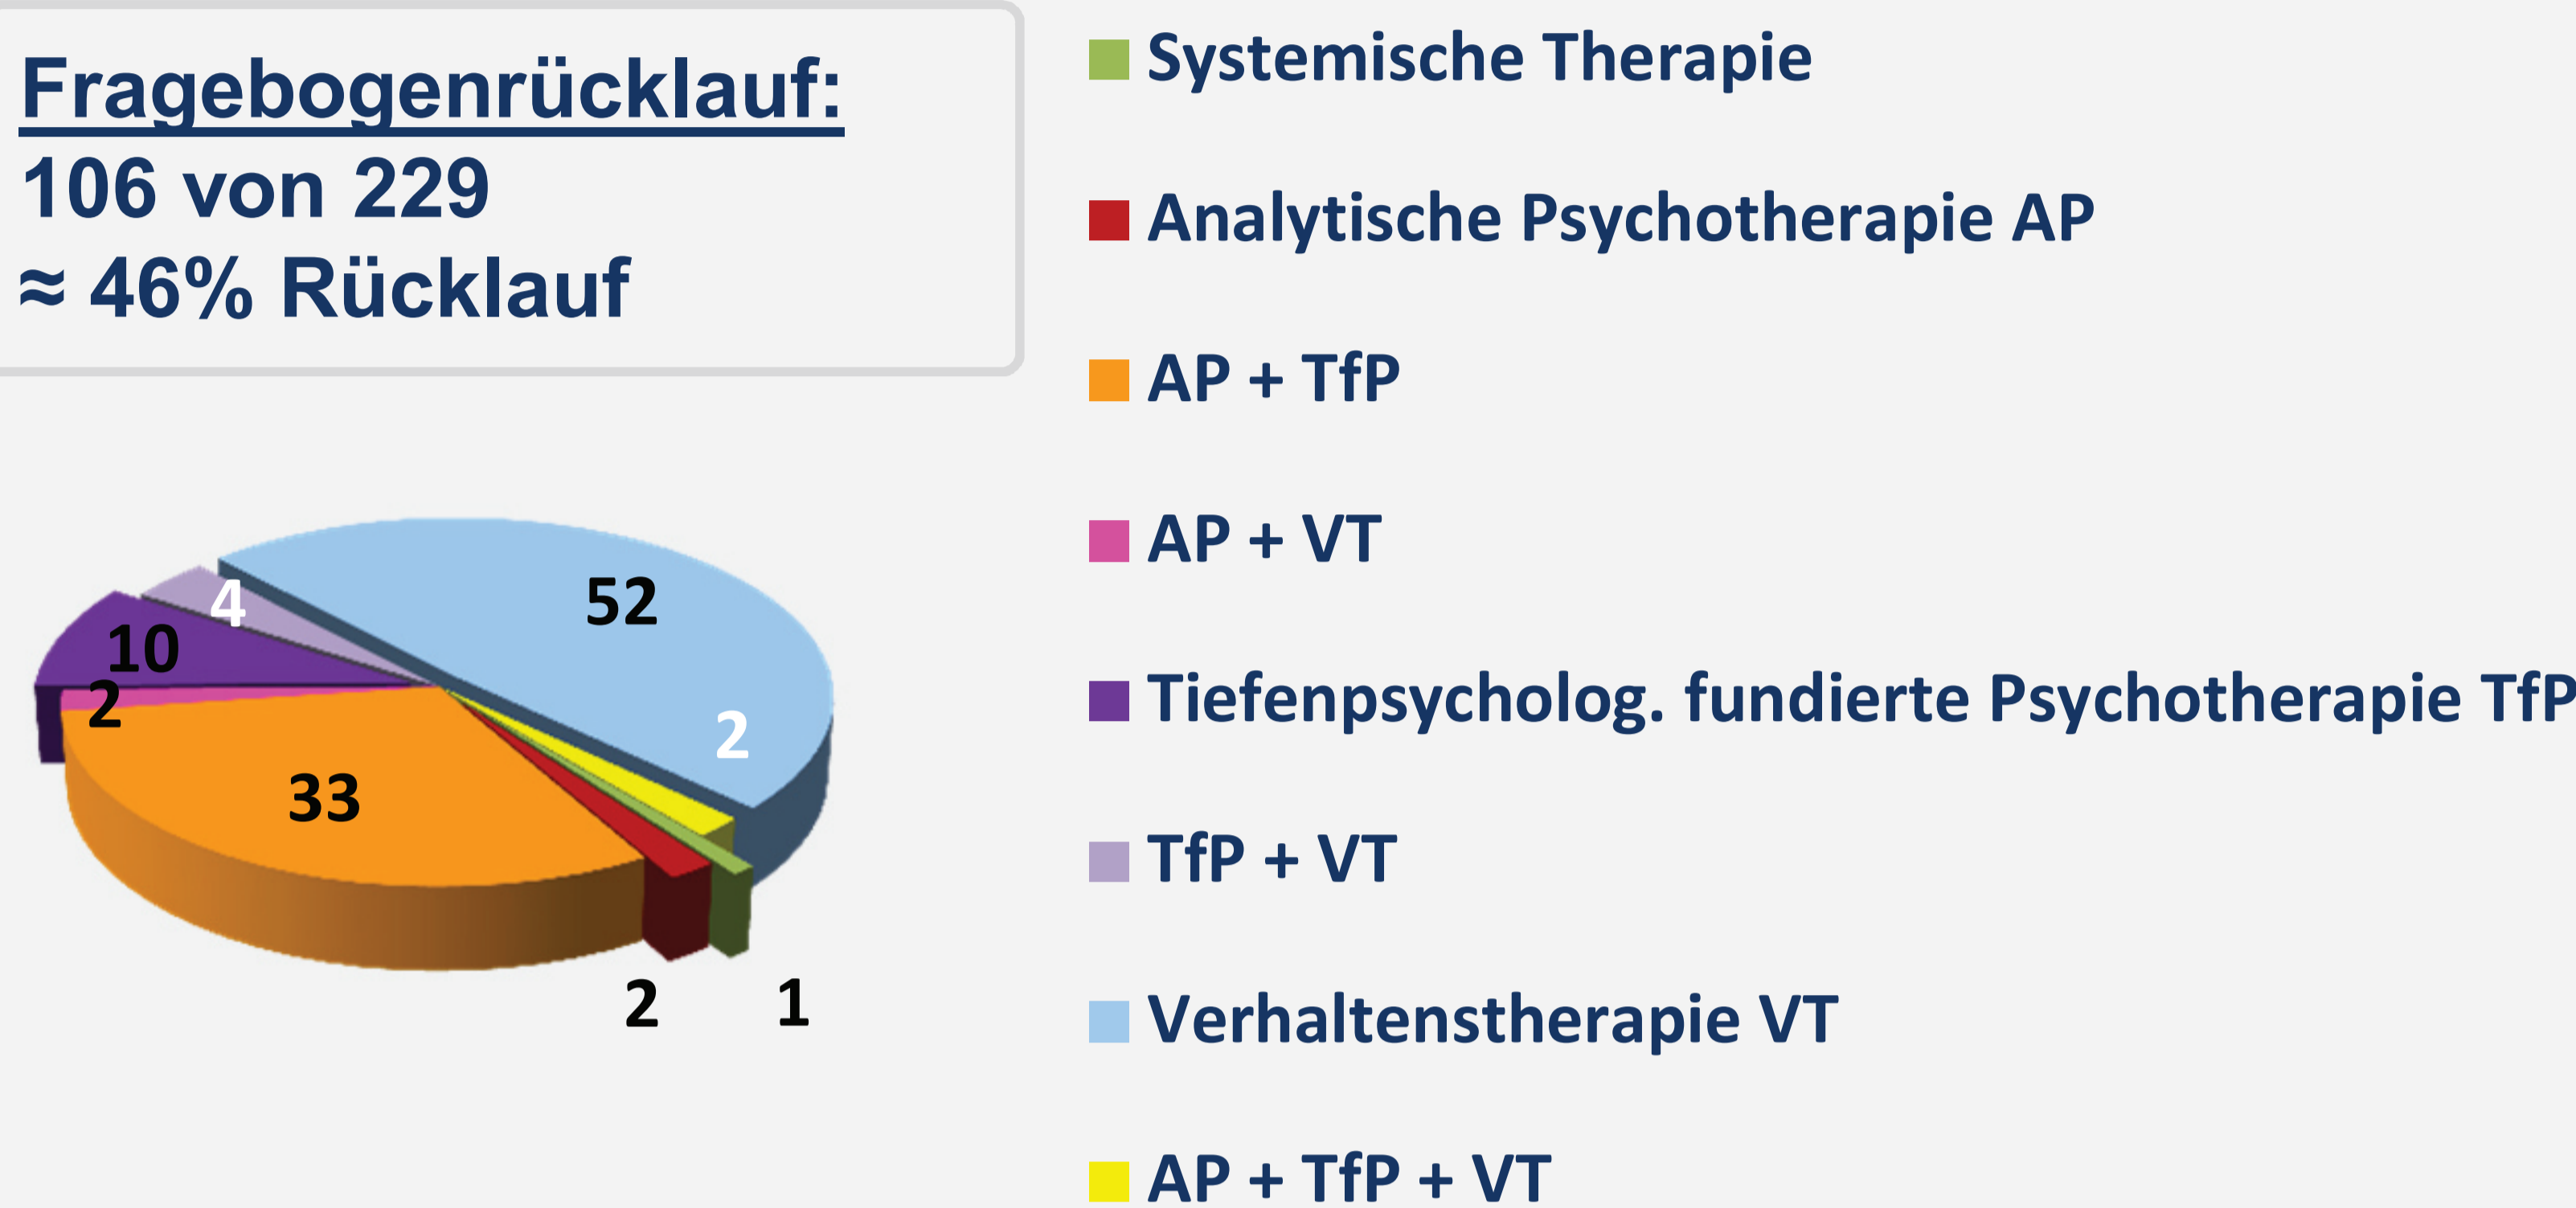 Fragebogenrücklauf:
106 von 229
≈ 46% Rücklauf
Systemische Therapie
Analytische Psychotherapie AP
AP + TfP
AP + VT
Tiefenpsycholog. fundierte Psychotherapie TfP
TfP + VT
Verhaltenstherapie VT
AP + TfP + VT
52
4
10
2
2
33
2
1